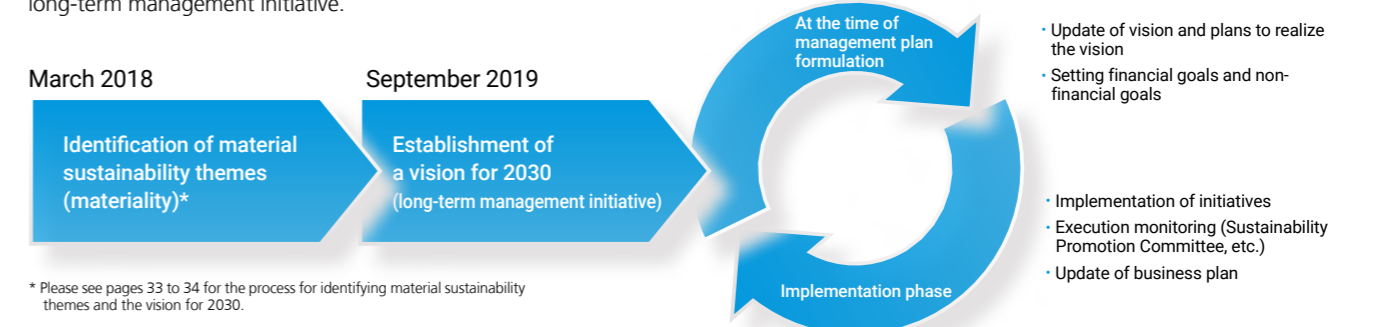 long-term management initiative.
March 2018
Identification of material
sustainability themes
(materiality)*
September 2019
Establishment of
a vision for 2030
(long-term management initiative)
At the time of
management plan
formulation
· Update of vision and plans to realize
the vision
· Setting financial goals and non-
financial goals
Implementation phase
· Implementation of initiatives
· Execution monitoring (Sustainability
Promotion Committee, etc.)
· Update of business plan
* Please see pages 33 to 34 for the process for identifying material sustainability
themes and the vision for 2030.